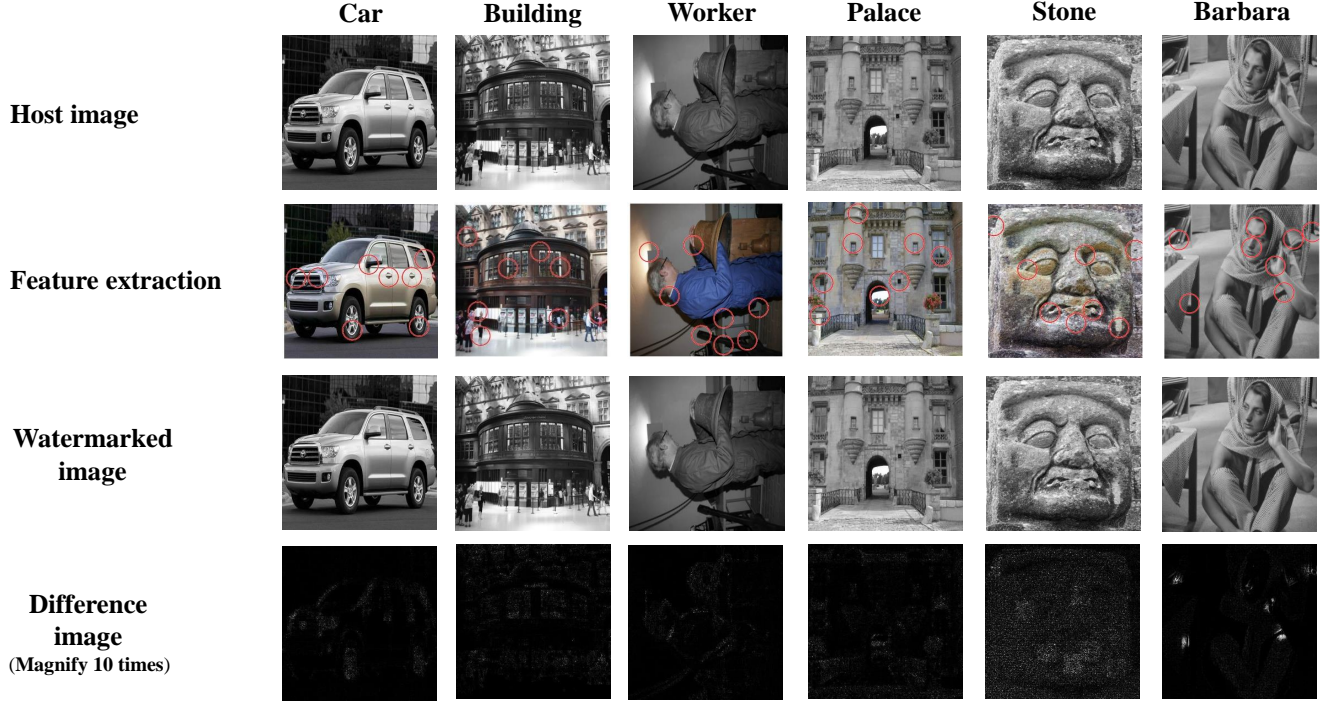 Car Building Worker Palace Stone Barbara
Host image
Feature extraction
Watermarked
image
Difference
image
(Magnify 10 times)